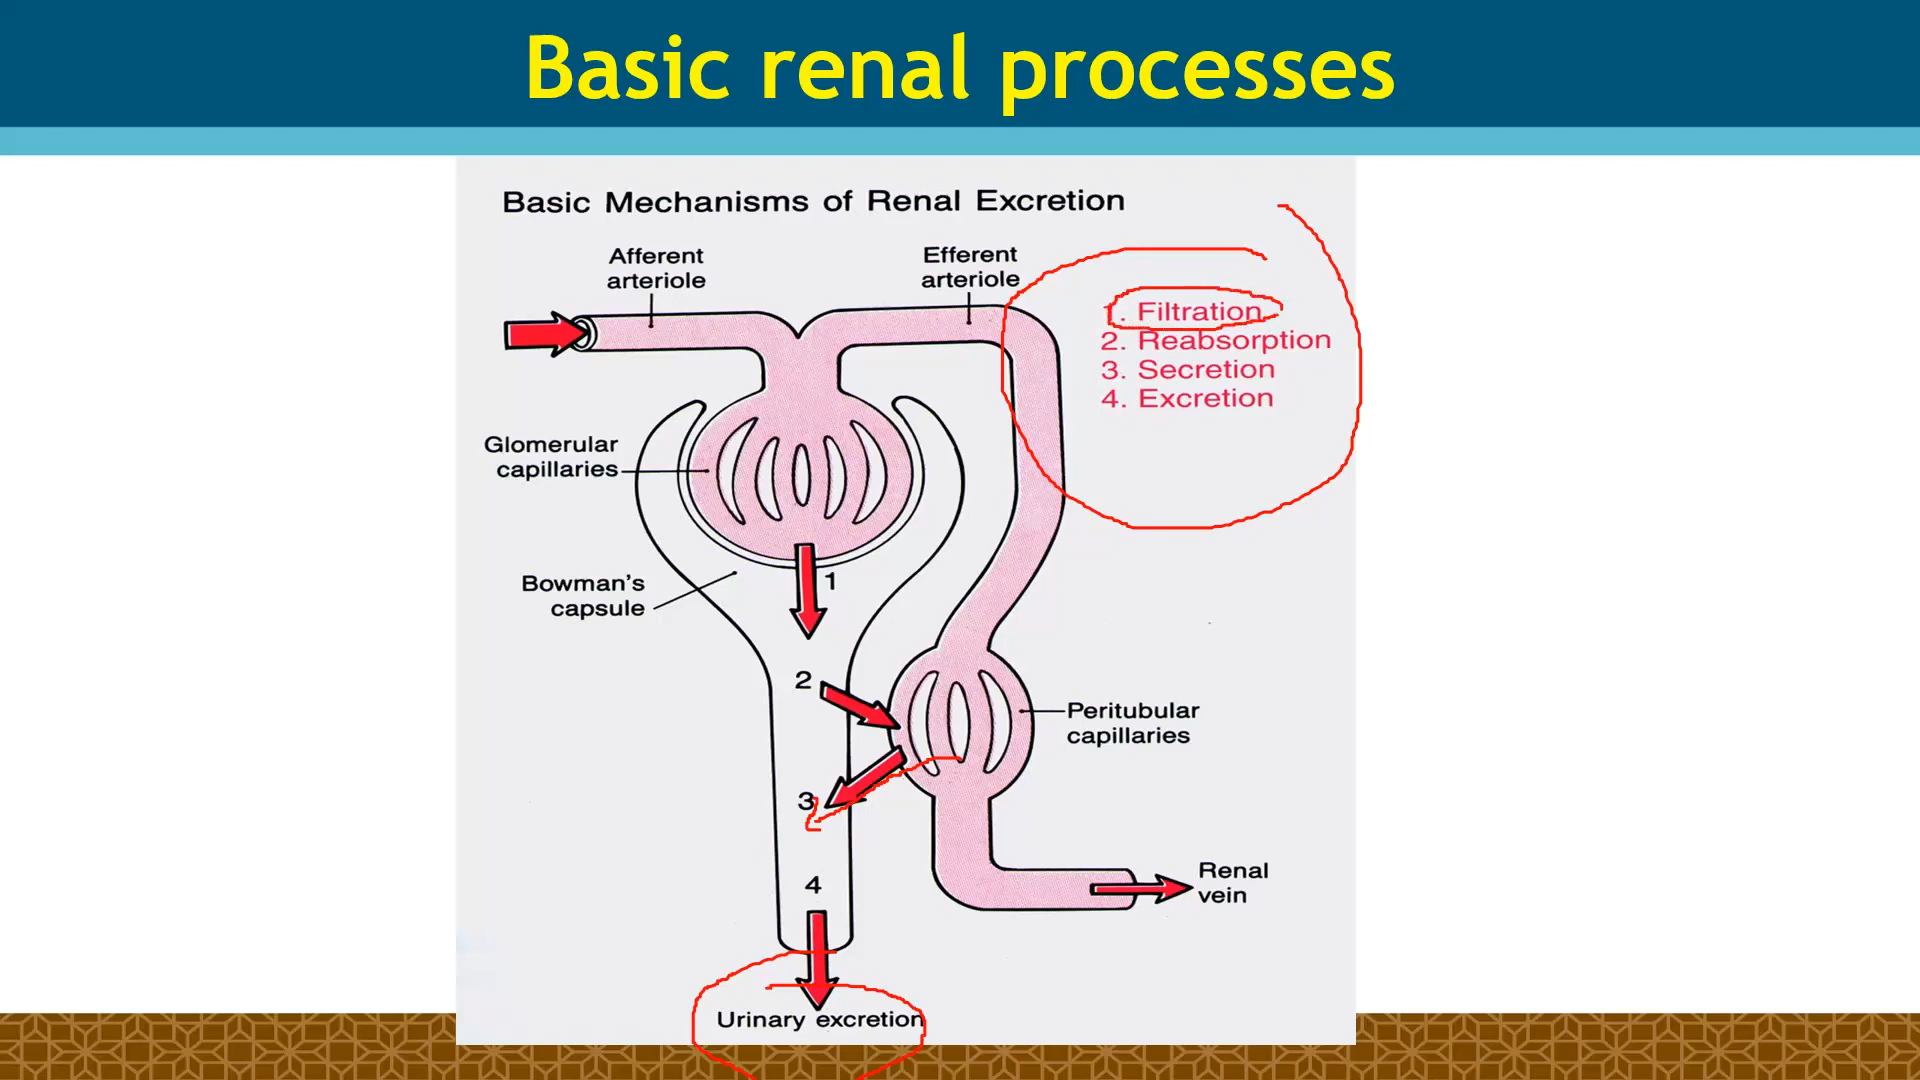 Basic renal processes
Basic Mechanisms of Renal Excretion
Afferent
arteriole
Efferent
arteriole
1. Filtration
2. Reabsorption
3. Secretion
4. Excretion
Glomerular
capillaries
Bowman's
capsule
1
2
Peritubular
capillaries
3
4
Renal
vein
Urinary excretion